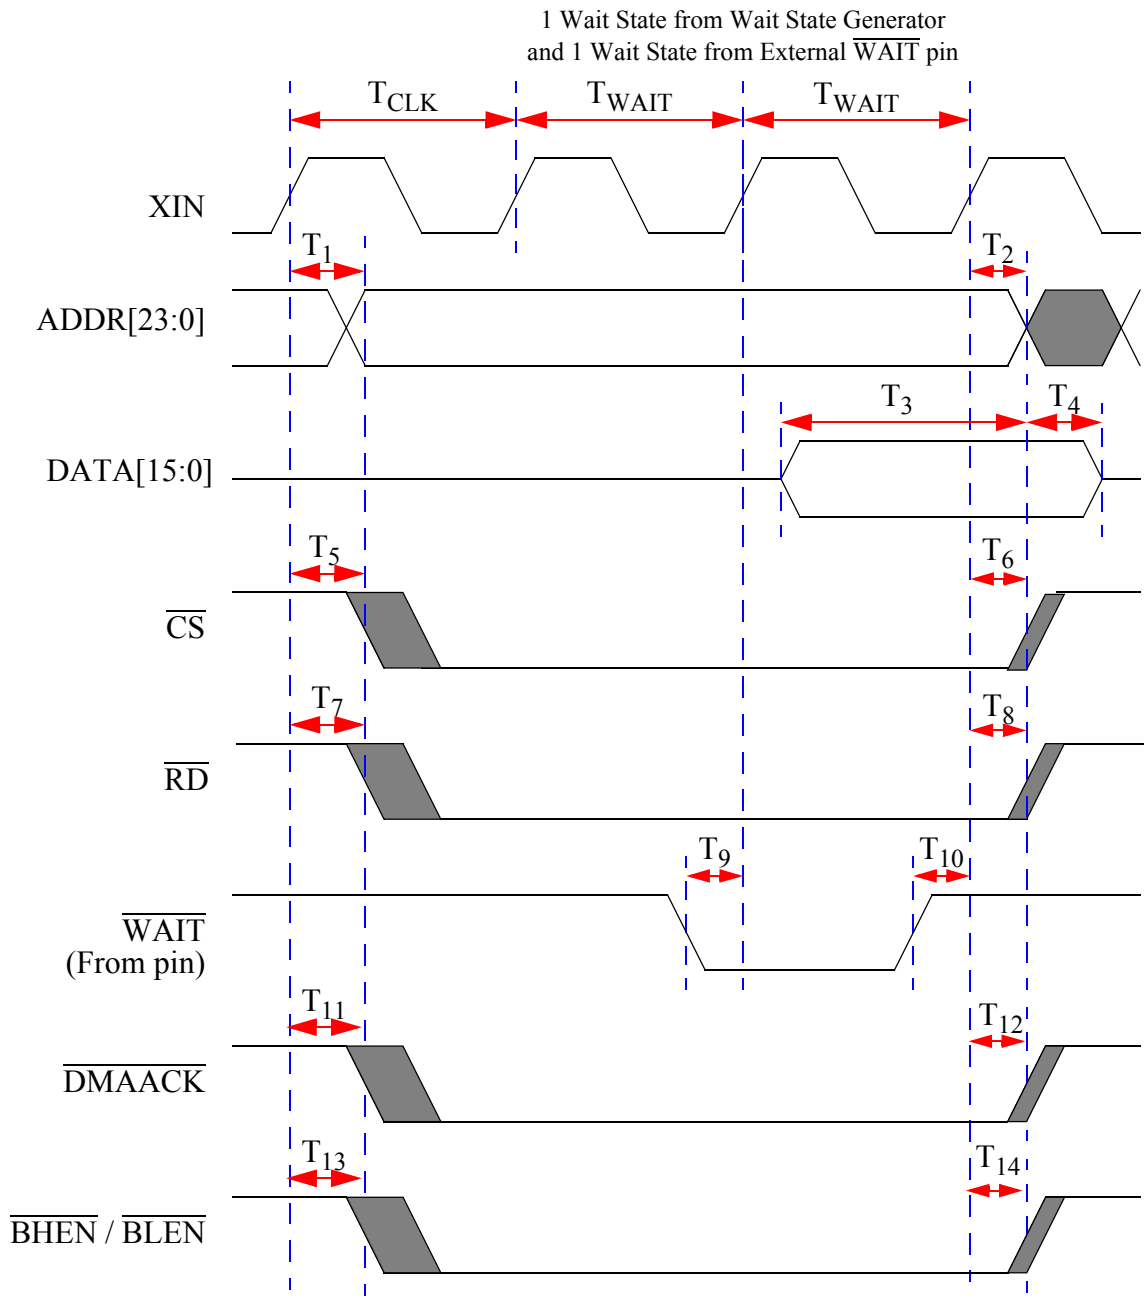 1 Wait State from Wait State Generator
and 1 Wait State from External WAIT pin
TCLK TWAIT TWAIT
XIN
T1 T2
ADDR[23:0]
T3 T4
DATA[15:0]
T5 T6
CS
T7 T8
RD
T9 T10
WAIT
(From pin)
T11 T12
DMAACK
T13 T14
BHEN / BLEN